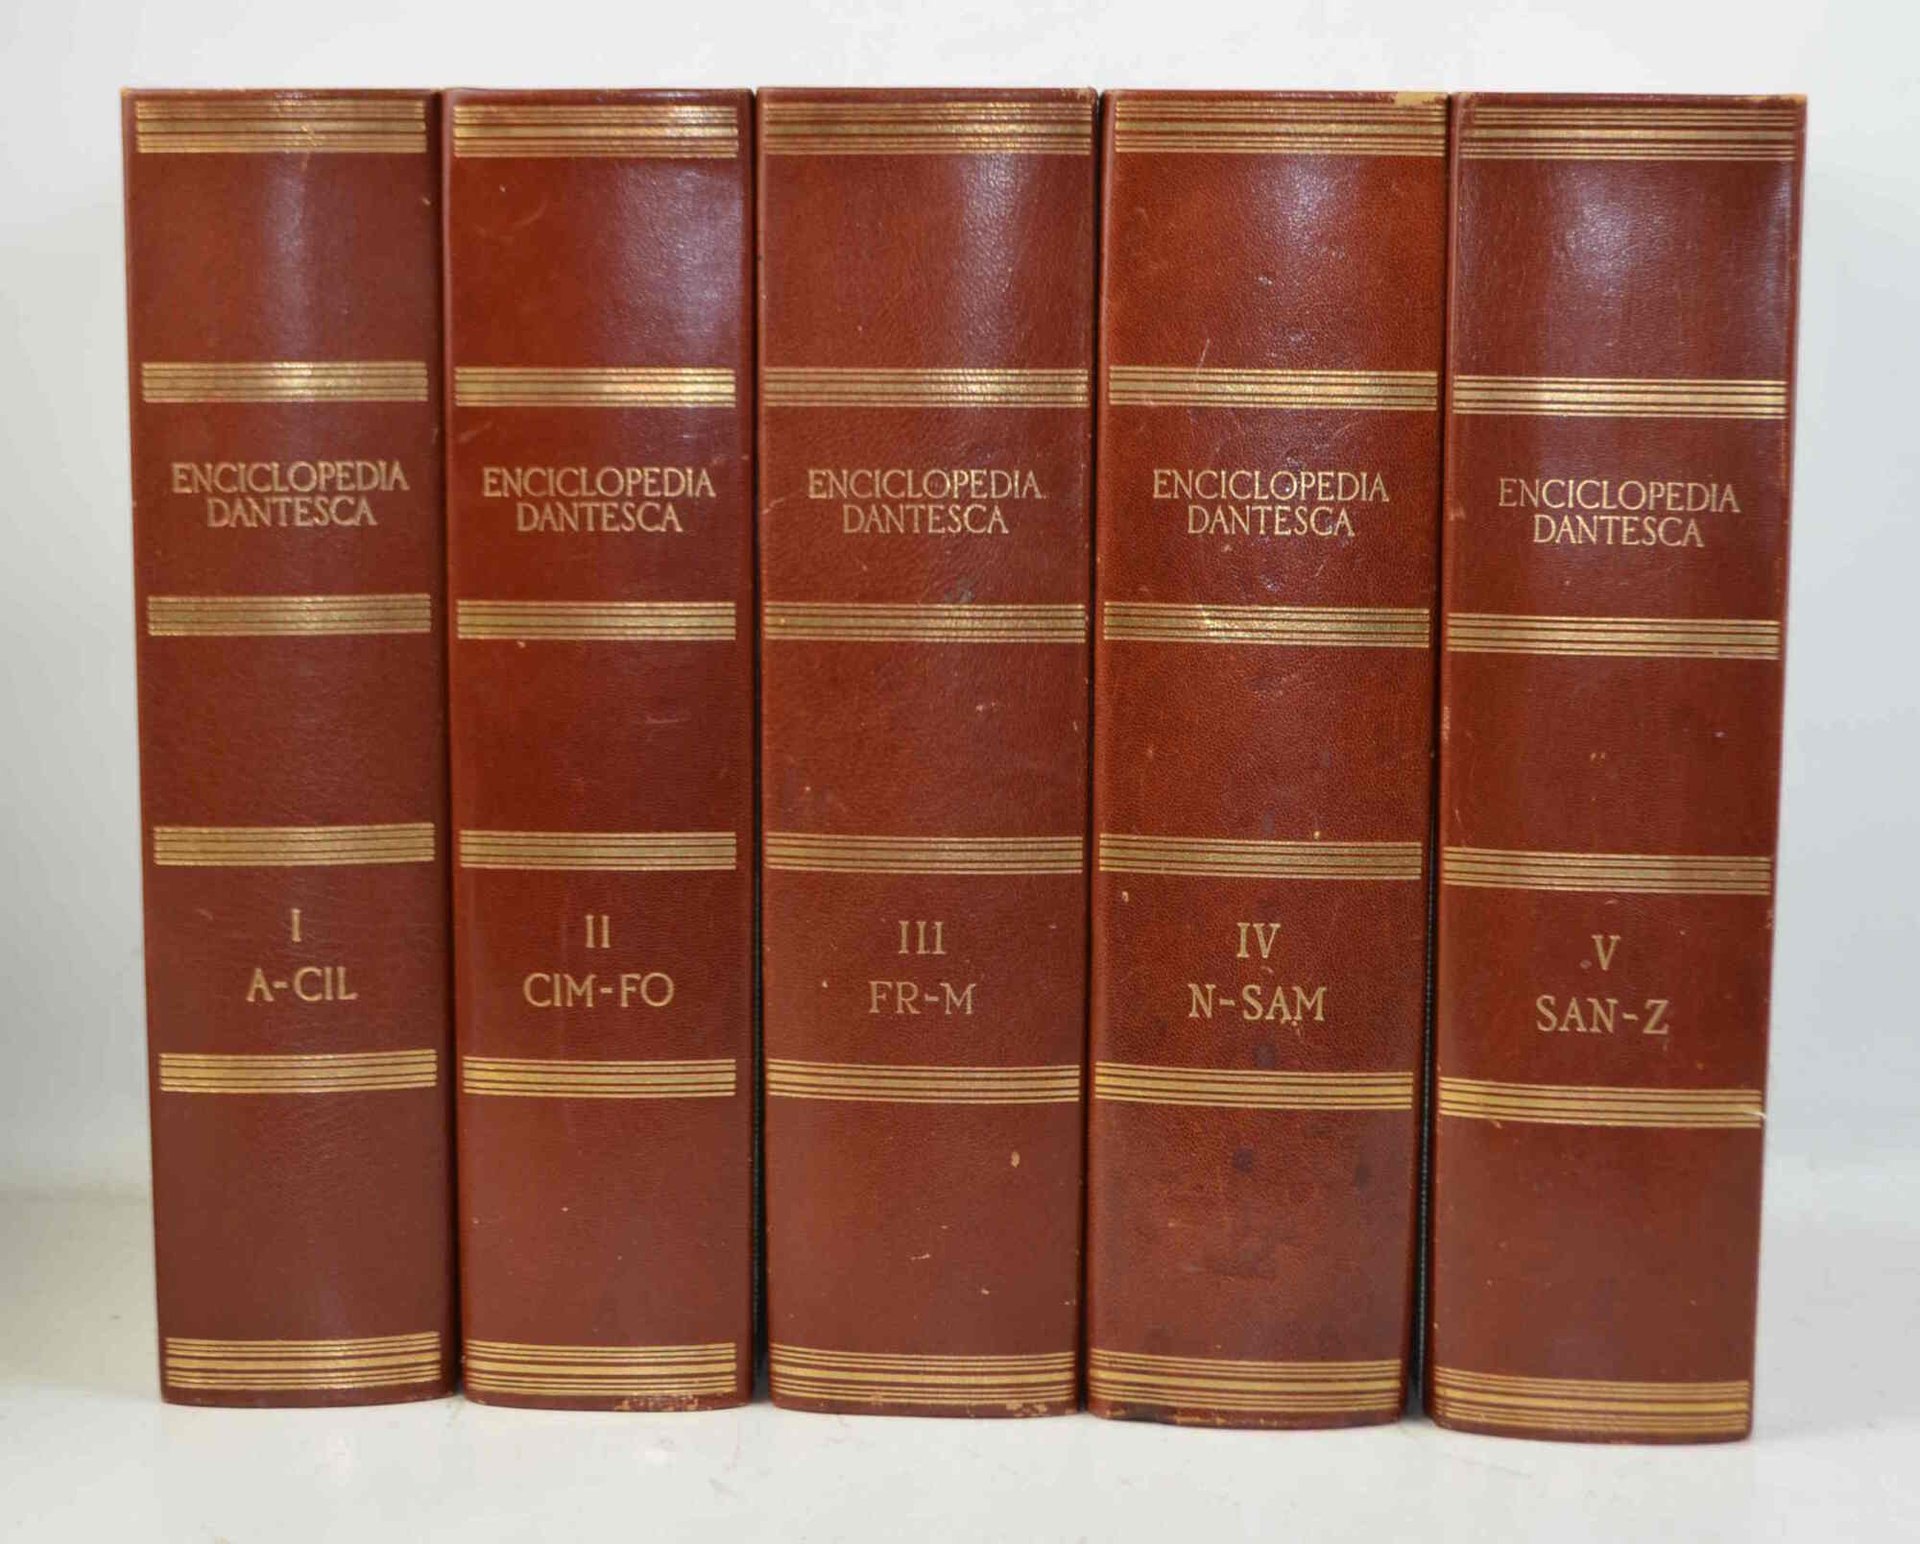 ENCICLOPEDIA
DANTESCA
I
A-CIL
ENCICLOPEDIA
DANTESCA
II
CIM-FO
ENCICLOPEDIA
DANTESCA
III
FR-M
ENCICLOPEDIA
DANTESCA
IV
N-SAM
ENCICLOPEDIA
DANTESCA
V
SAN-Z